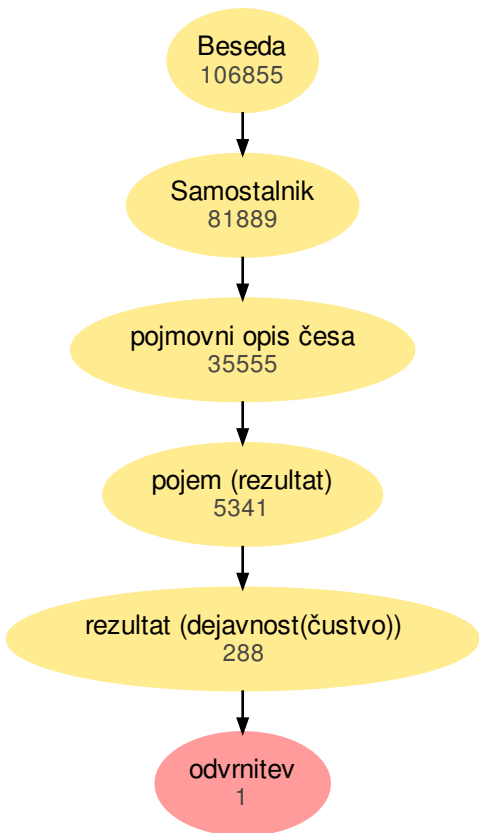 Beseda
106855
Samostalnik
81889
pojmovni opis česa
35555
pojem (rezultat)
5341
rezultat (dejavnost(čustvo))
288
odvrnitev
1